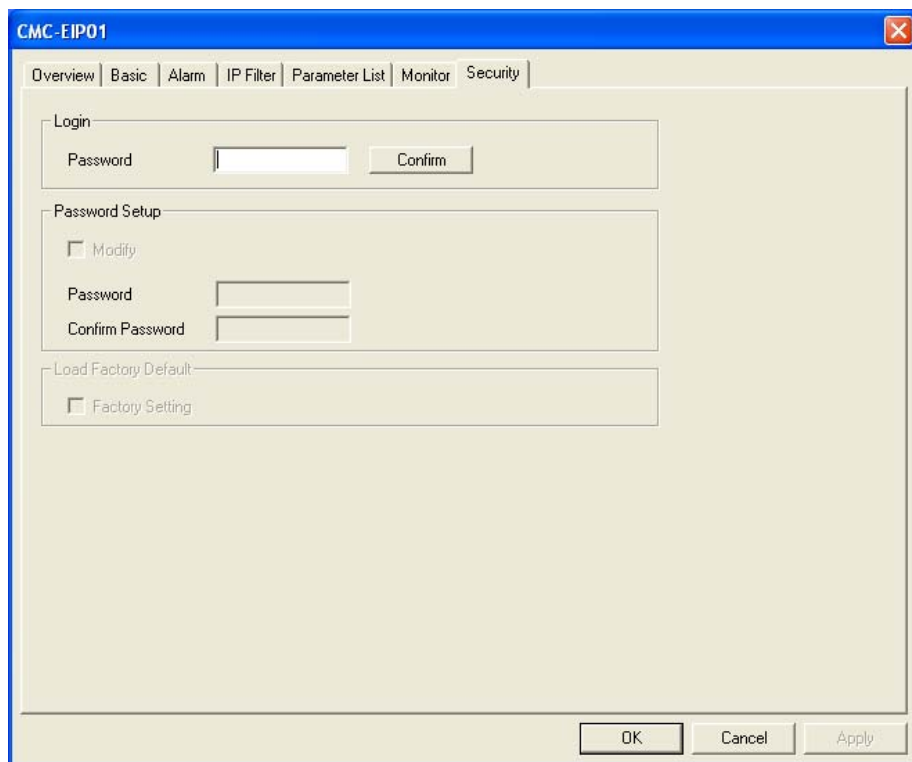 CMC-EIP01
Overview Basic Alarm IP Filter Parameter List Monitor Security
Login
Password Confirm
Password Setup
Modify
Password
Confirm Password
Load Factory Default
Factory Setting
OK Cancel Apply